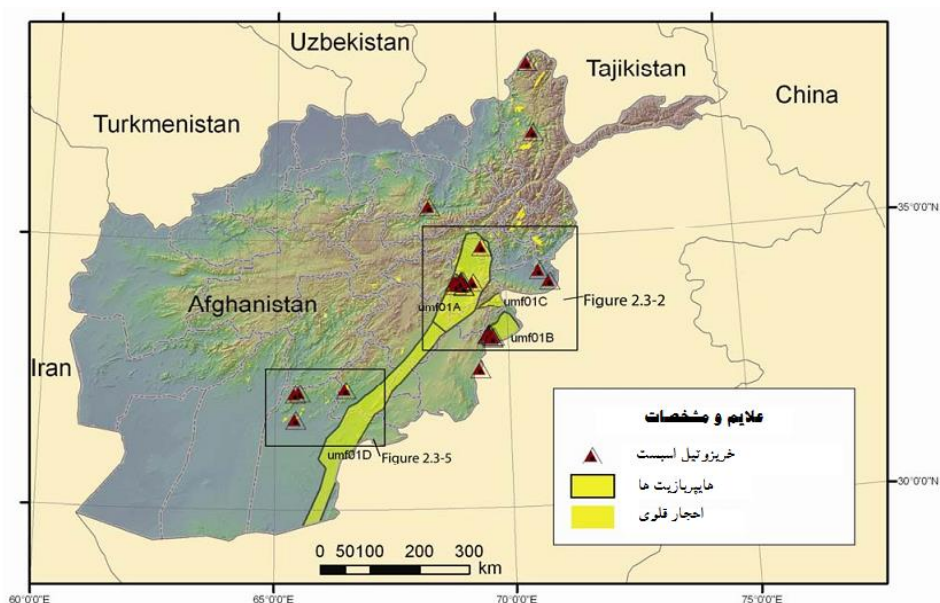 Uzbekistan
Tajikistan
China
Turkmenistan
35°0'0"N
Afghanistan
umf01A
umf01C
Figure 2.3-2
umf01B
Iran
umf01D
Figure 2.3-5
علایم و مشخصات
خریزوتیل اسبست
هایپربازیت ها
احجار قلوی
30°0'0"N
0 50 100 200 300
km
60°0'0"E
65°0'0"E
70°0'0"E
75°0'0"E